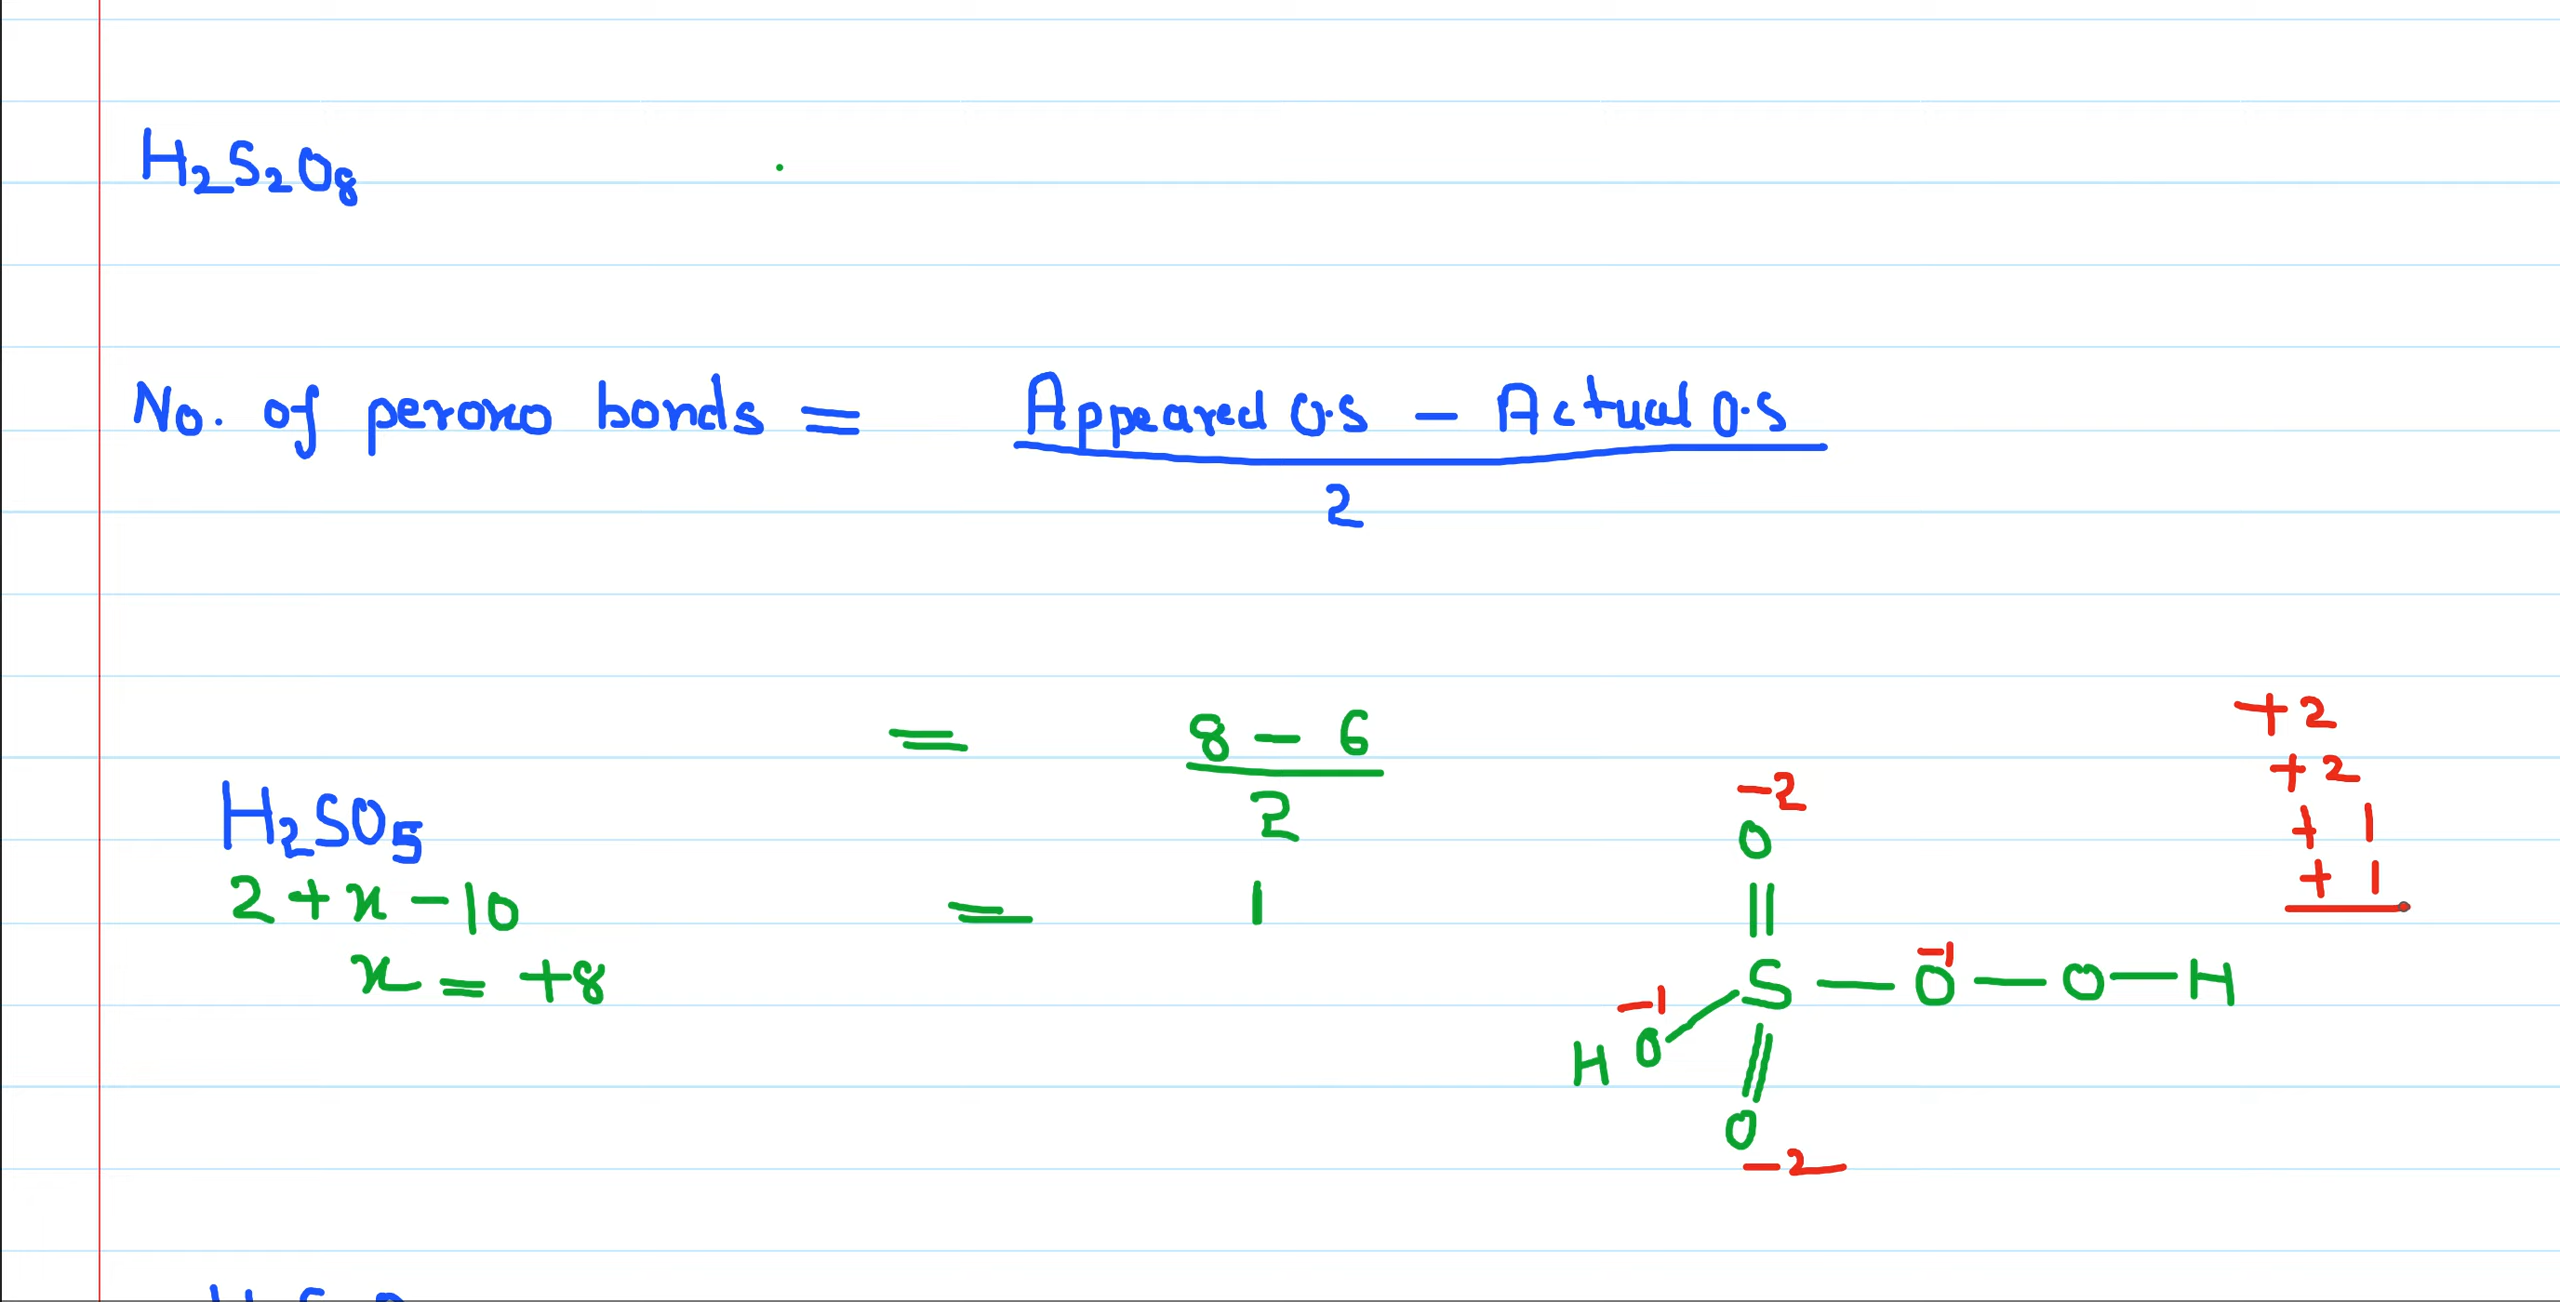 H₂S₂O₈
No. of peroxo bonds = Appeared O.S – Actual O.S
2
= 8 – 6
2
= 1
H₂SO₅
2 + x – 10
x = +8
–2
O
||
S — O — O — H
–1
–1
H O
||
O
–2
+2
+2
+ 1
+ 1